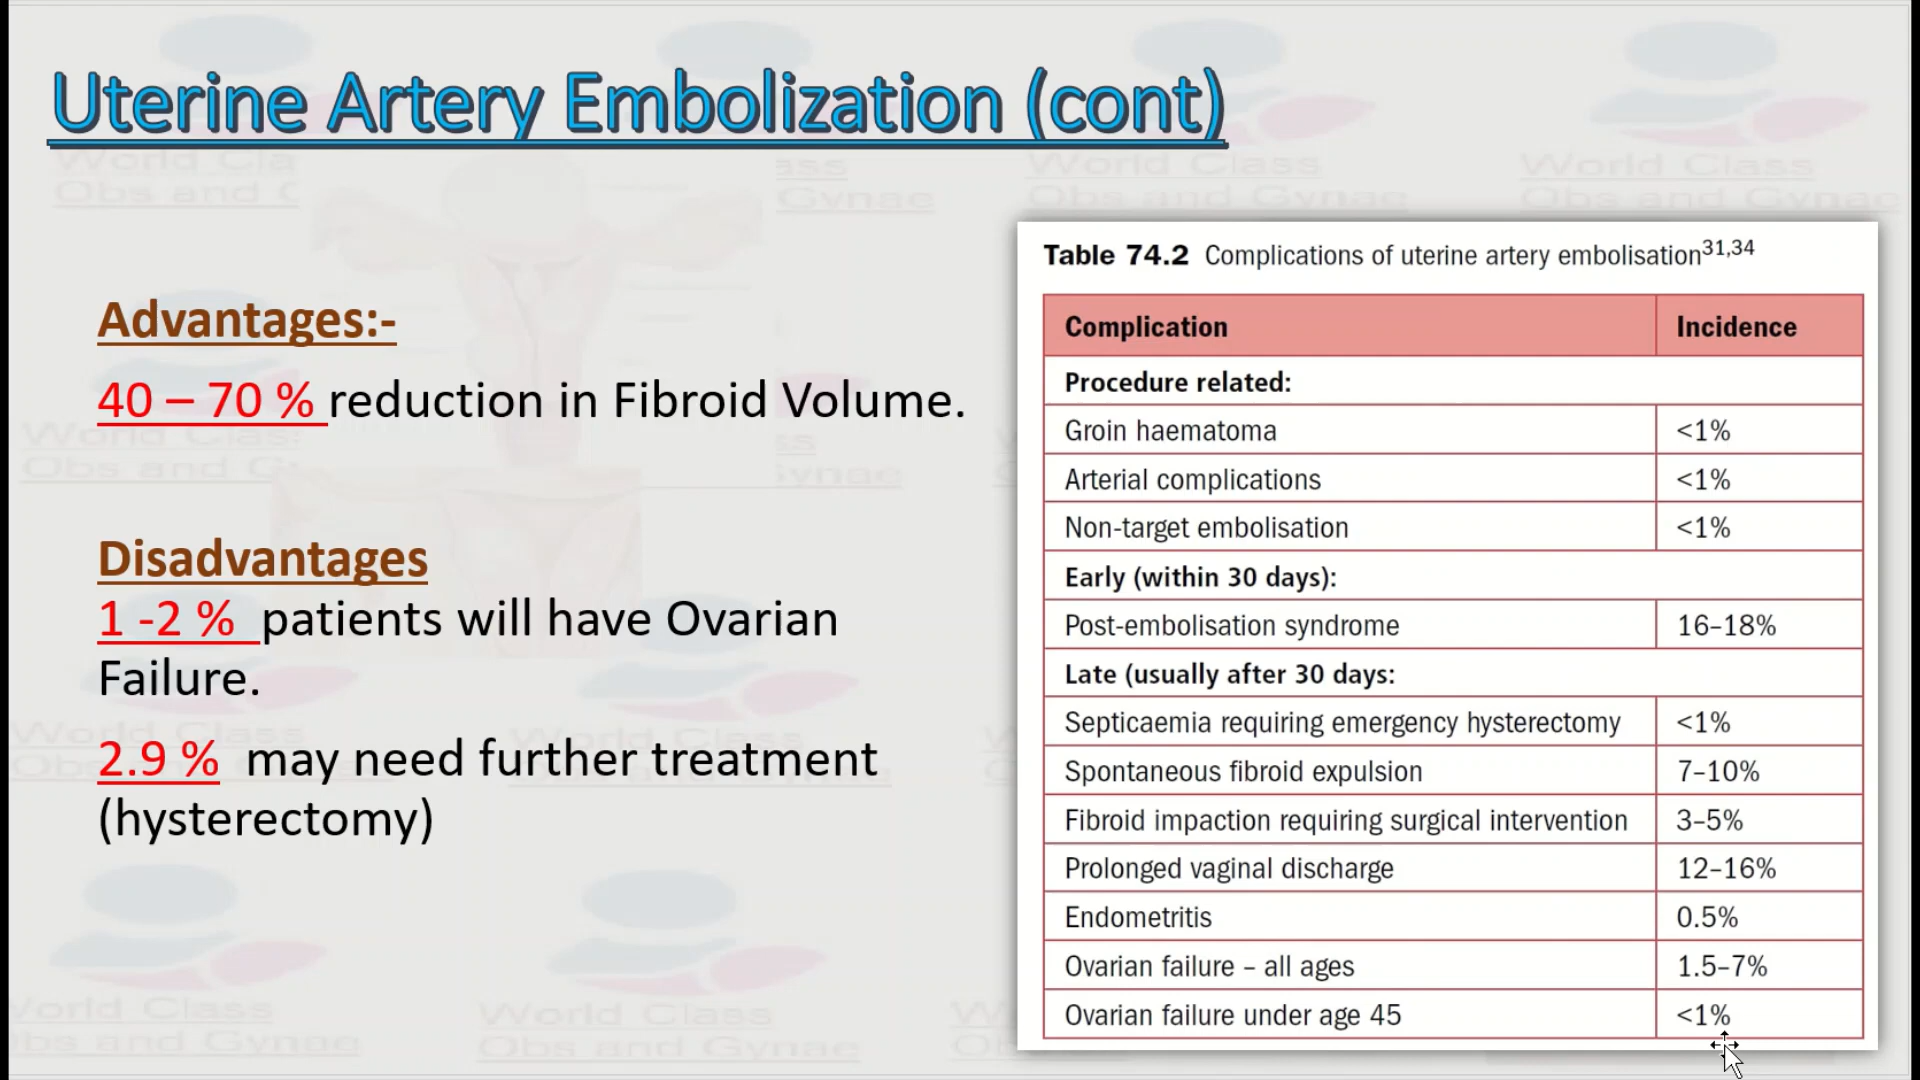 Uterine Artery Embolization (cont)
Advantages:-
40 – 70 % reduction in Fibroid Volume.
Disadvantages
1 -2 % patients will have Ovarian
Failure.
2.9 % may need further treatment
(hysterectomy)
Table 74.2 Complications of uterine artery embolisation31,34
Complication Incidence
Procedure related:
Groin haematoma <1%
Arterial complications <1%
Non-target embolisation <1%
Early (within 30 days):
Post-embolisation syndrome 16–18%
Late (usually after 30 days:
Septicaemia requiring emergency hysterectomy <1%
Spontaneous fibroid expulsion 7–10%
Fibroid impaction requiring surgical intervention 3–5%
Prolonged vaginal discharge 12–16%
Endometritis 0.5%
Ovarian failure – all ages 1.5–7%
Ovarian failure under age 45 <1%
World Class
Obs and Gynae